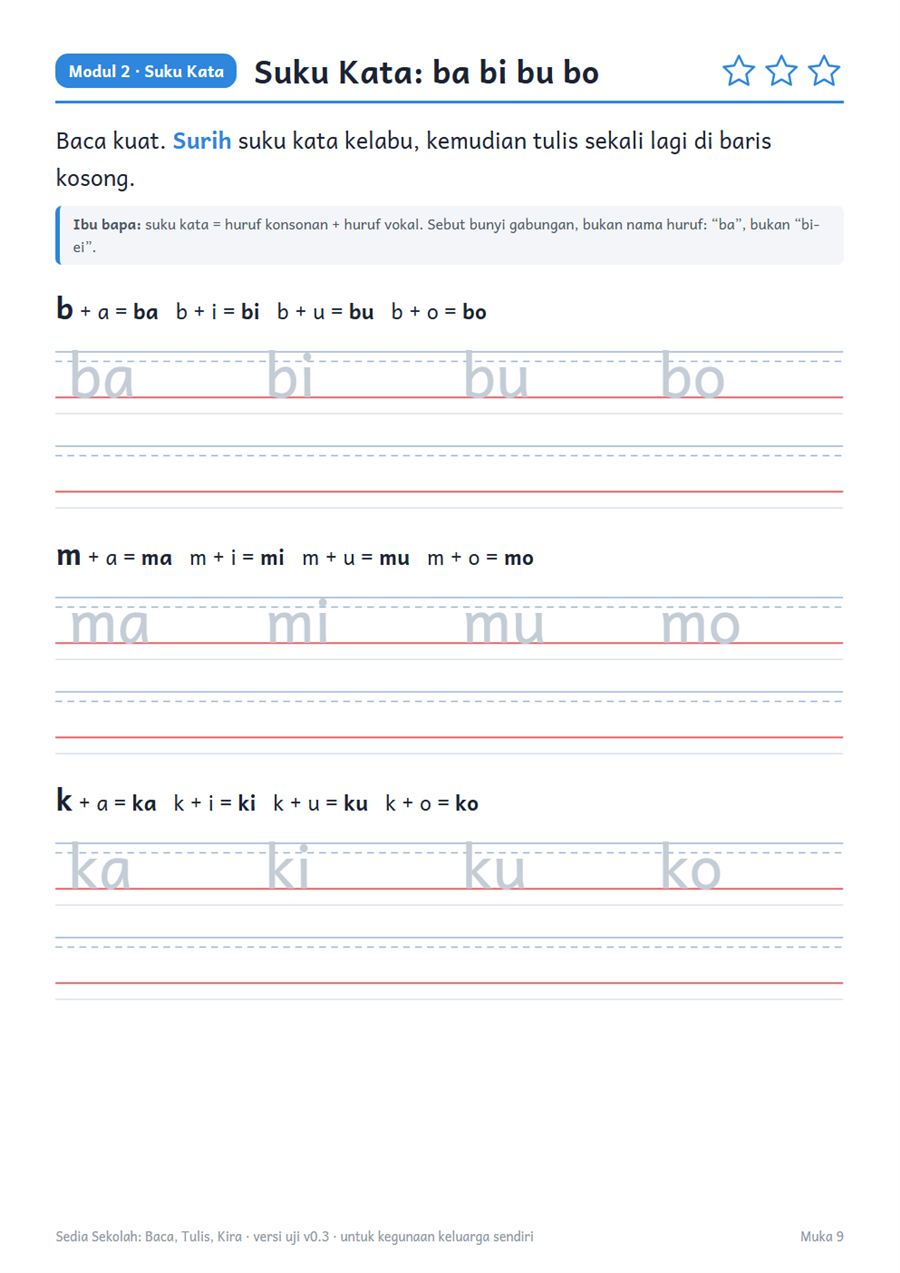 Modul 2 · Suku Kata Suku Kata: ba bi bu bo
Baca kuat. Surih suku kata kelabu, kemudian tulis sekali lagi di baris
kosong.
Ibu bapa: suku kata = huruf konsonan + huruf vokal. Sebut bunyi gabungan, bukan nama huruf: “ba”, bukan “bi-
ei”.
b + a = ba b + i = bi b + u = bu b + o = bo
ba bi bu bo
m + a = ma m + i = mi m + u = mu m + o = mo
ma mi mu mo
k + a = ka k + i = ki k + u = ku k + o = ko
ka ki ku ko
Sedia Sekolah: Baca, Tulis, Kira · versi uji v0.3 · untuk kegunaan keluarga sendiri Muka 9